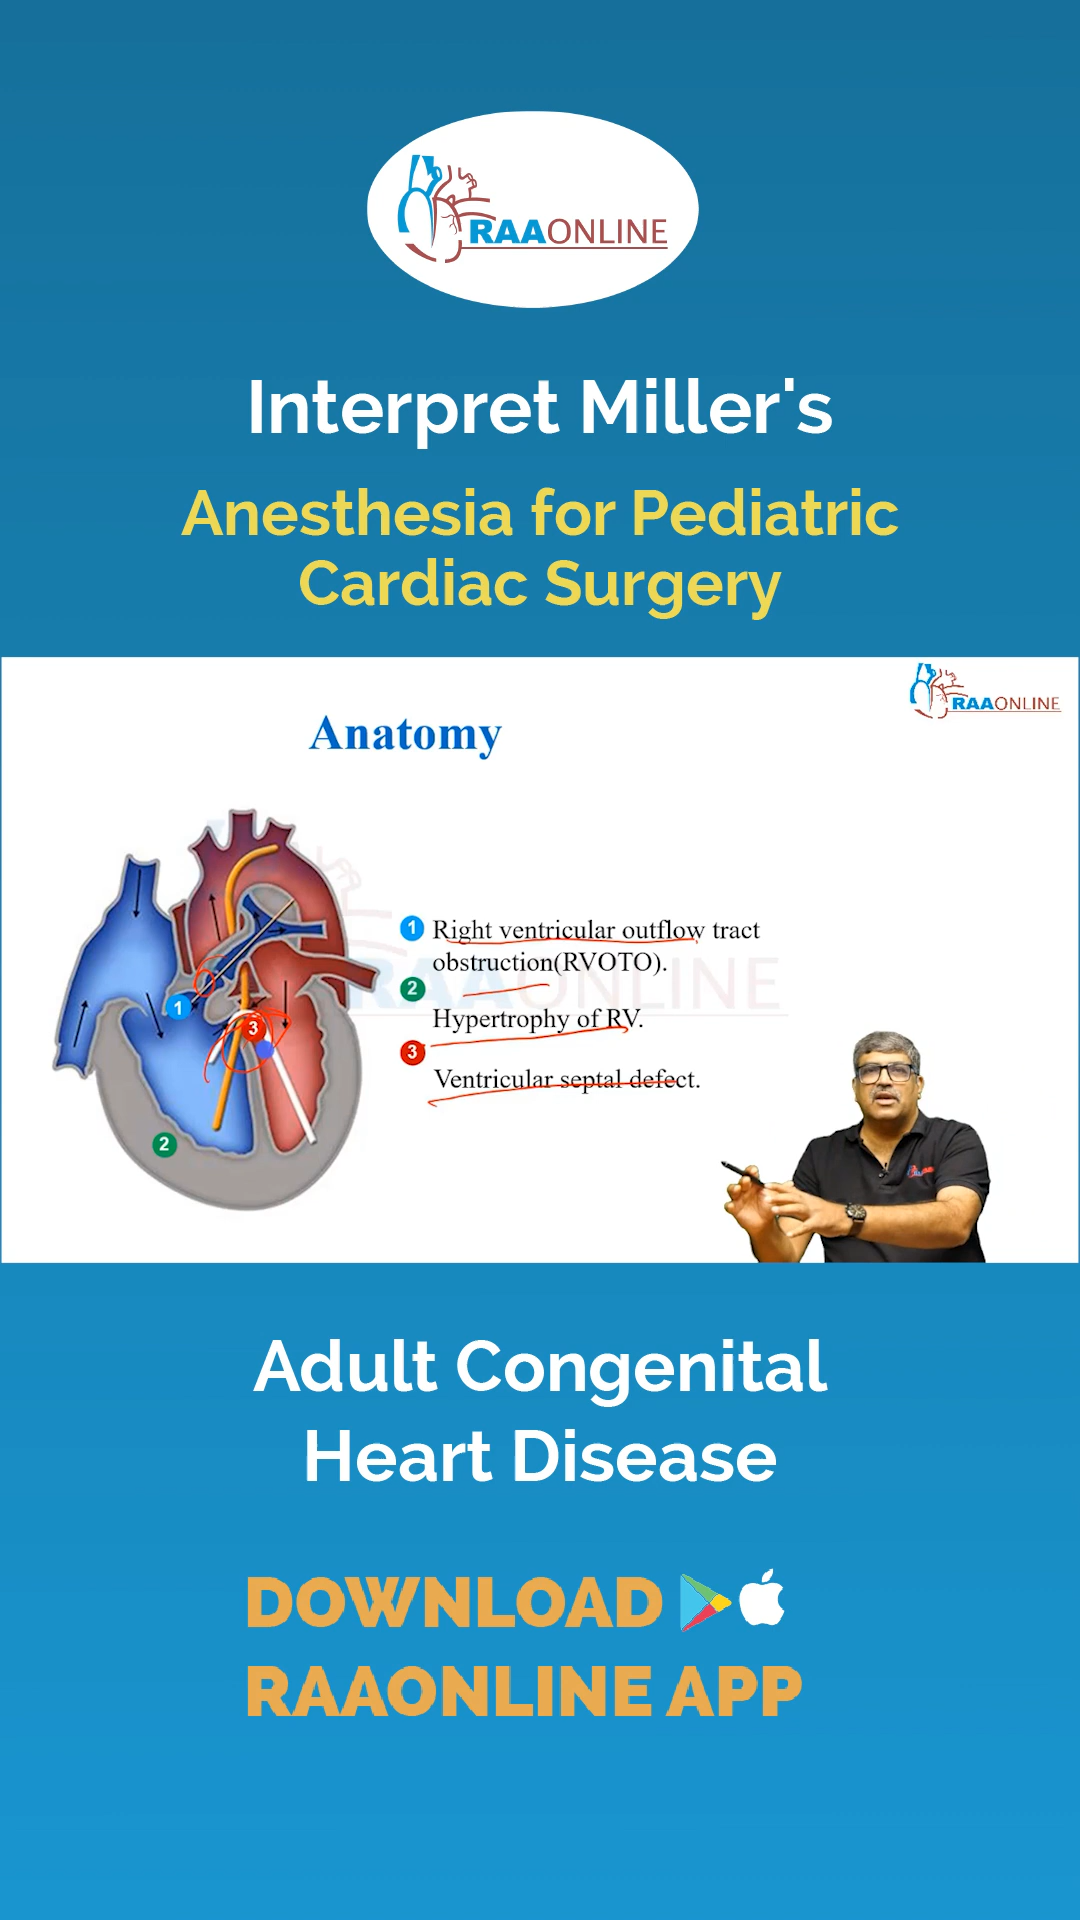 RAAONLINE
Interpret Miller's
Anesthesia for Pediatric
Cardiac Surgery
RAAONLINE
Anatomy
1 Right ventricular outflow tract
obstruction(RVOTO).
2
Hypertrophy of RV.
3
Ventricular septal defect.
1
3
2
RAAONLINE
Adult Congenital
Heart Disease
DOWNLOAD
RAAONLINE APP